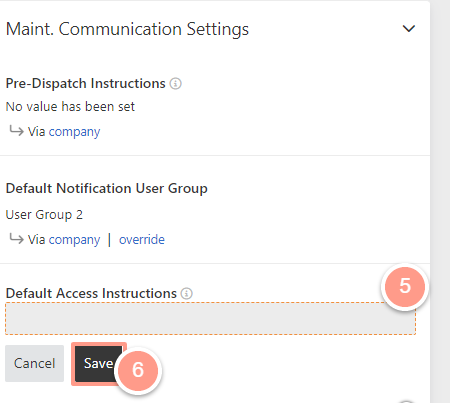 Maint. Communication Settings
Pre-Dispatch Instructions
No value has been set
Via company
Default Notification User Group
User Group 2
Via company | override
5
Default Access Instructions
Cancel
Save
6